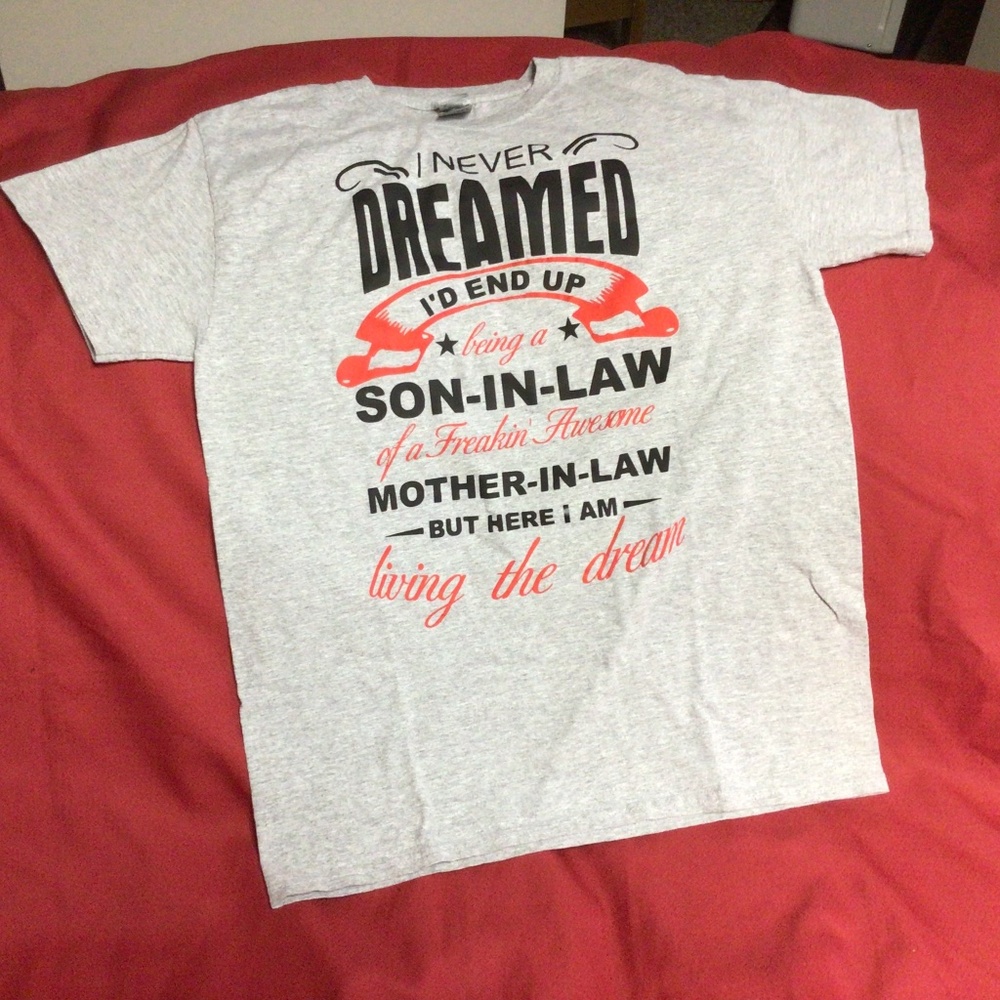 I NEVER
DREAMED
I'D END UP
being a
SON-IN-LAW
of a Freakin' Awesome
MOTHER-IN-LAW
BUT HERE i AM
living the dream